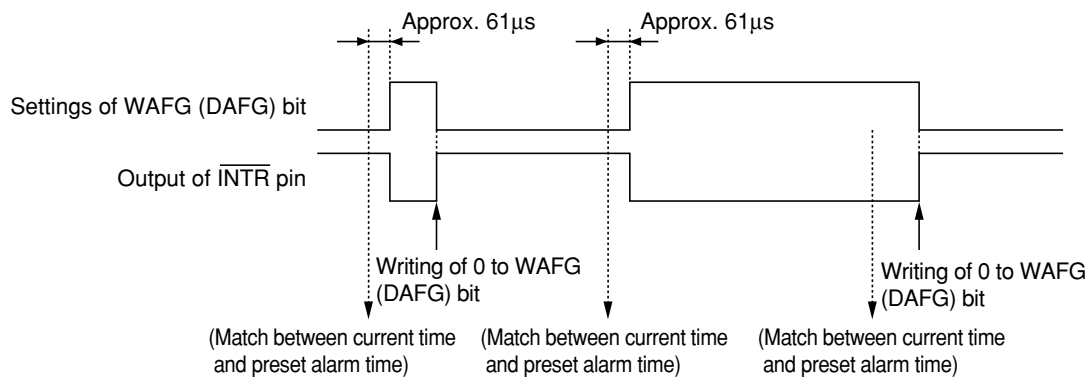 Approx. 61μs Approx. 61μs
Settings of WAFG (DAFG) bit
Output of INTR pin
Writing of 0 to WAFG
(DAFG) bit
Writing of 0 to WAFG
(DAFG) bit
(Match between current time
and preset alarm time)
(Match between current time
and preset alarm time)
(Match between current time
and preset alarm time)